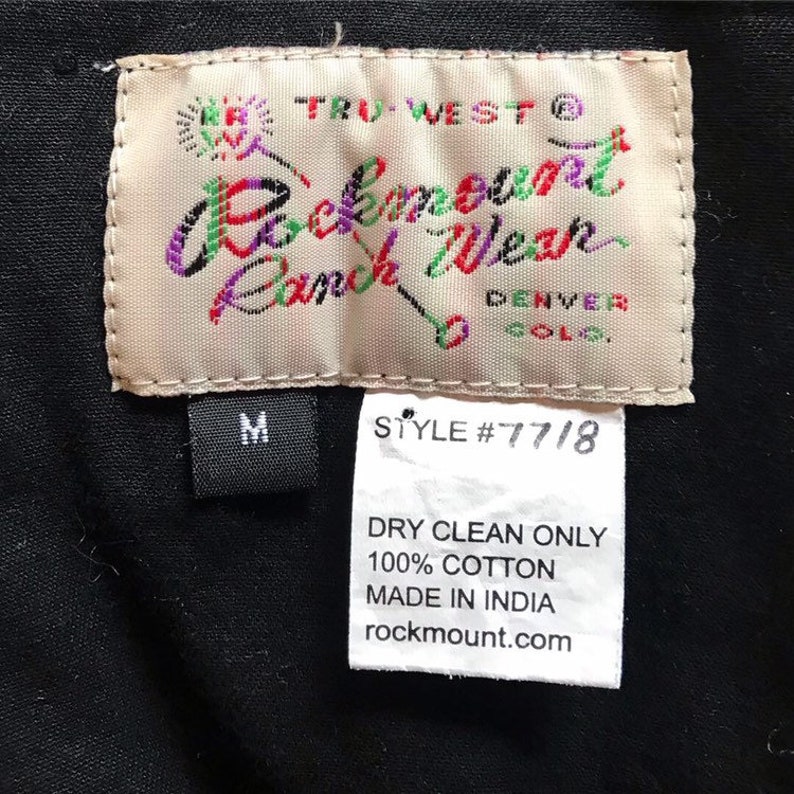 RR
W
TRU-WEST ®
Rockmount
Ranch Wear
DENVER
COLO.
M
STYLE #7718
DRY CLEAN ONLY
100% COTTON
MADE IN INDIA
rockmount.com